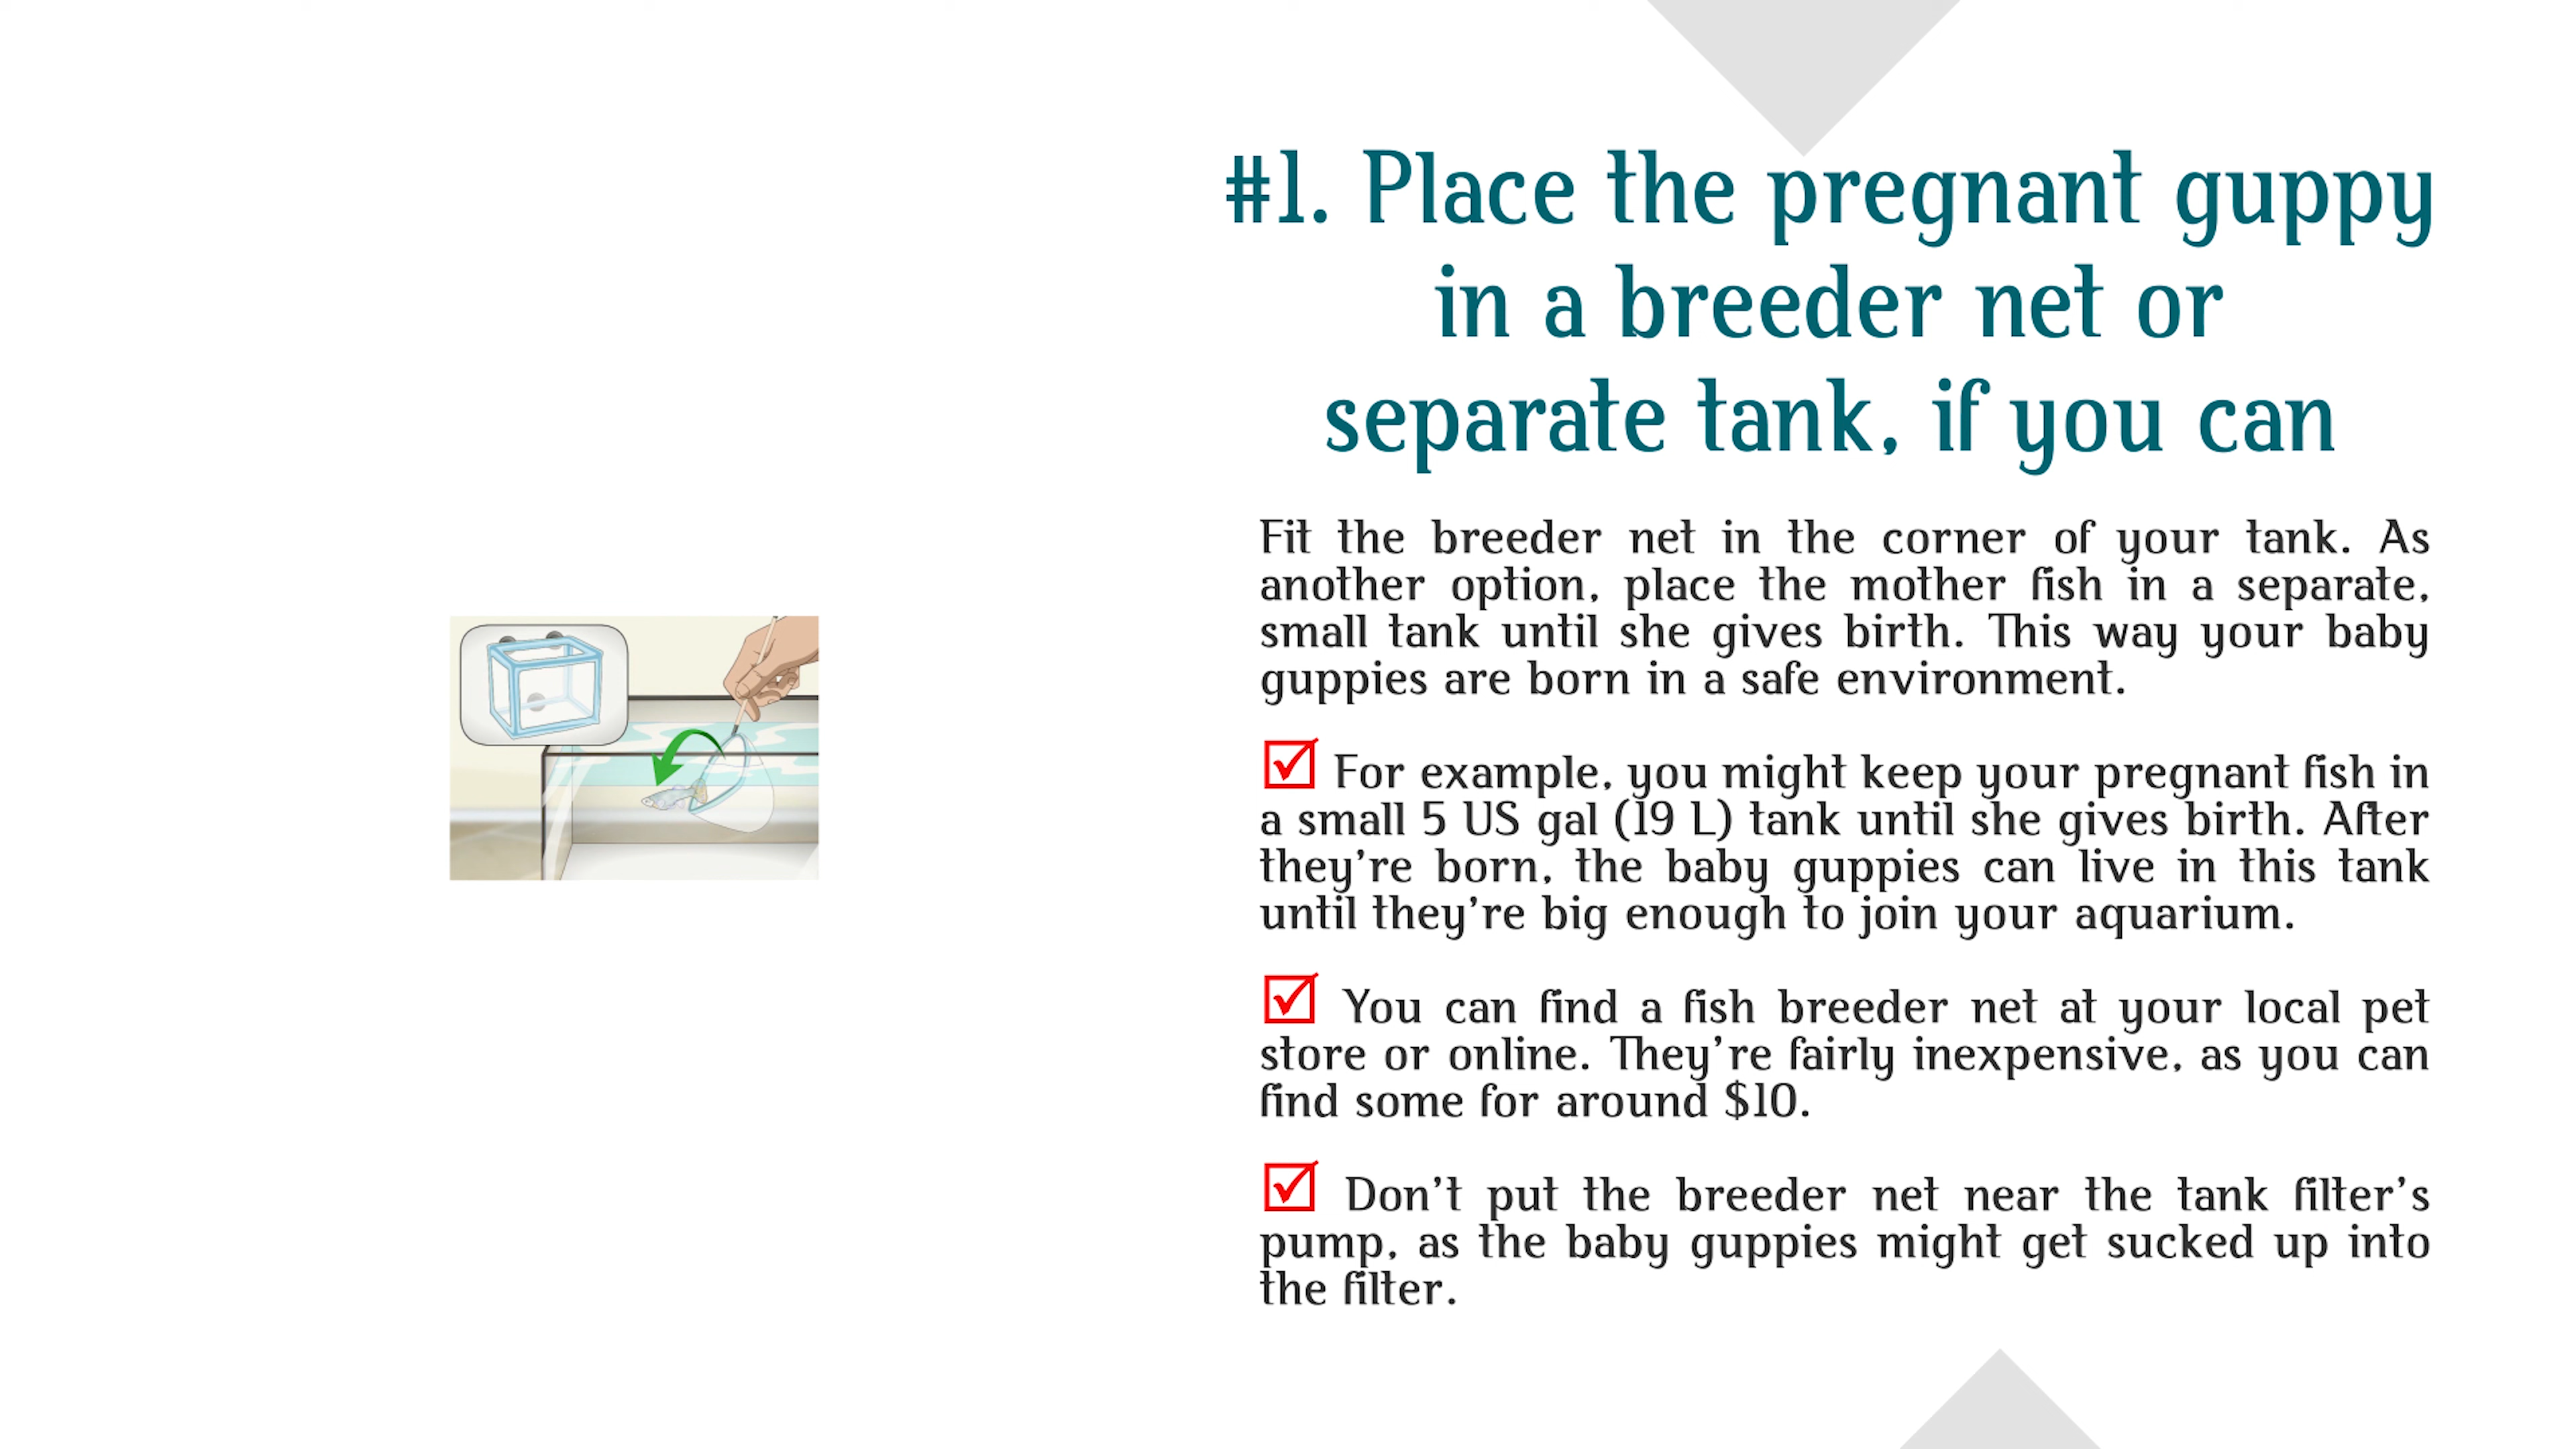 #1. Place the pregnant guppy
in a breeder net or
separate tank, if you can
Fit the breeder net in the corner of your tank. As
another option, place the mother fish in a separate,
small tank until she gives birth. This way your baby
guppies are born in a safe environment.
☑ For example, you might keep your pregnant fish in
a small 5 US gal (19 L) tank until she gives birth. After
they're born, the baby guppies can live in this tank
until they're big enough to join your aquarium.
☑ You can find a fish breeder net at your local pet
store or online. They're fairly inexpensive, as you can
find some for around $10.
☑ Don't put the breeder net near the tank filter's
pump, as the baby guppies might get sucked up into
the filter.